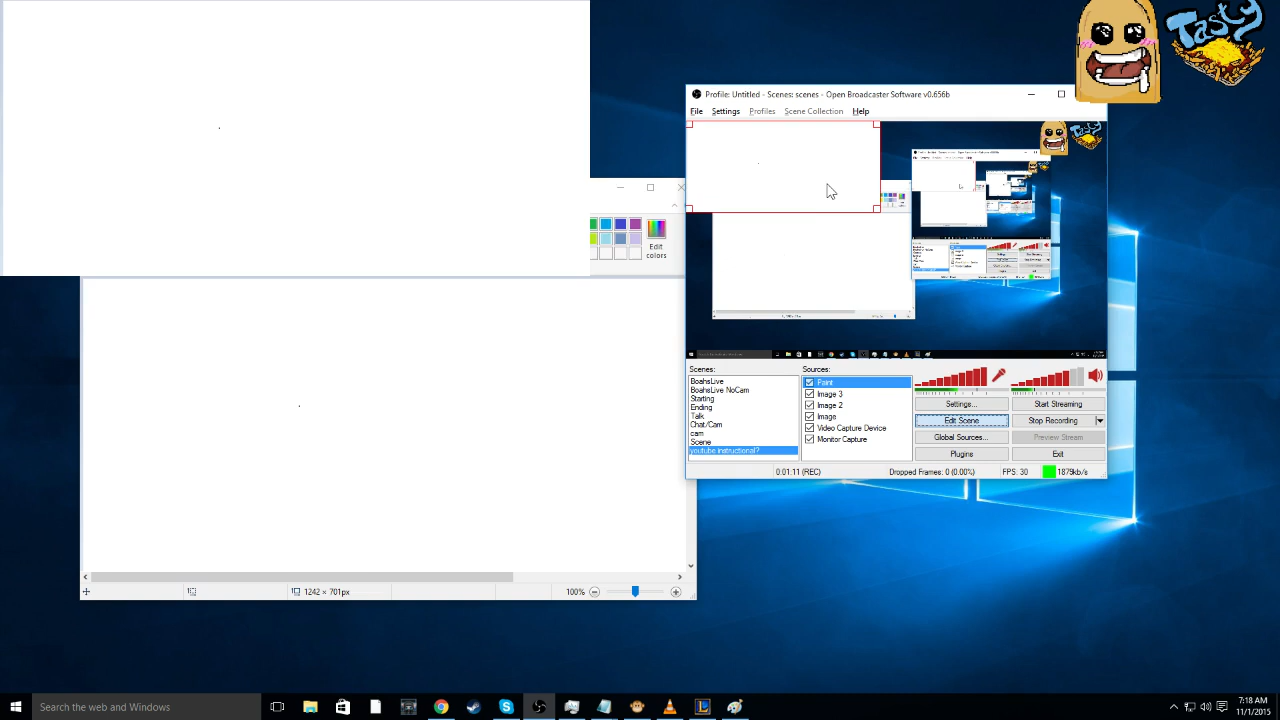 Tasty
Profile: Untitled - Scenes: scenes - Open Broadcaster Software v0.656b
File Settings Profiles Scene Collection Help
Edit colors
Scenes:
BoahsLive
BoahsLive NoCam
Starting
Ending
Talk
Chat/Cam
cam
Scene
youtube instructional?
Sources:
Paint
Image 3
Image 2
Image
Video Capture Device
Monitor Capture
Settings... Start Streaming
Edit Scene Stop Recording
Global Sources... Preview Stream
Plugins Exit
0:01:11 (REC) Dropped Frames: 0 (0.00%) FPS: 30 1879kb/s
1242 × 701px 100%
Search the web and Windows
7:18 AM
11/1/2015